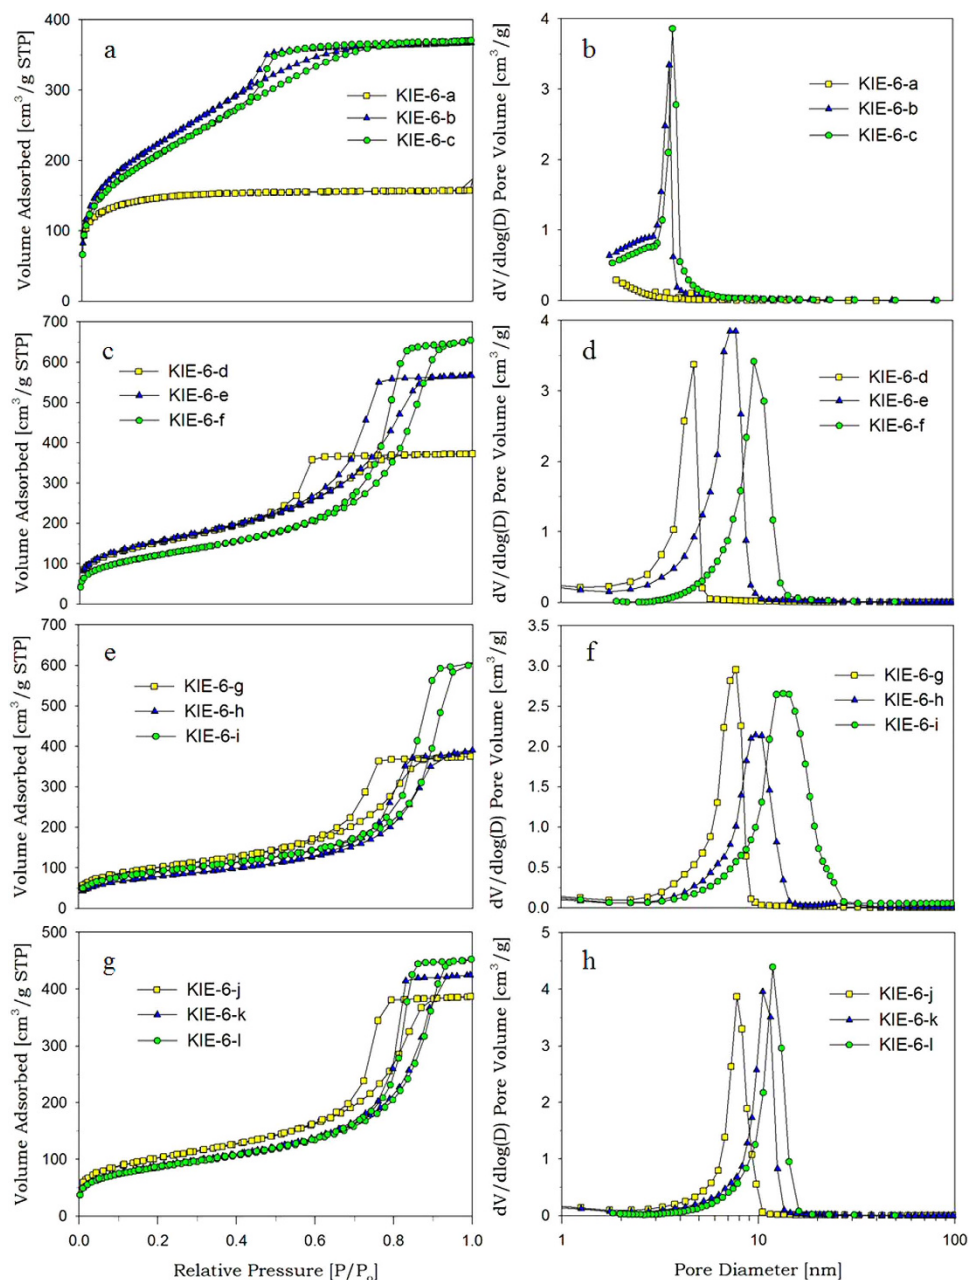 Volume Adsorbed [cm³/g STP]
400
300
200
100
0
a
KIE-6-a
KIE-6-b
KIE-6-c
dV/dlog(D) Pore Volume [cm³/g]
4
3
2
1
0
b
KIE-6-a
KIE-6-b
KIE-6-c
Volume Adsorbed [cm³/g STP]
700
600
500
400
300
200
100
0
c
KIE-6-d
KIE-6-e
KIE-6-f
dV/dlog(D) Pore Volume [cm³/g]
4
3
2
1
0
d
KIE-6-d
KIE-6-e
KIE-6-f
Volume Adsorbed [cm³/g STP]
700
600
500
400
300
200
100
0
e
KIE-6-g
KIE-6-h
KIE-6-i
dV/dlog(D) Pore Volume [cm³/g]
3.5
3.0
2.5
2.0
1.5
1.0
0.5
0.0
f
KIE-6-g
KIE-6-h
KIE-6-i
Volume Adsorbed [cm³/g STP]
500
400
300
200
100
0
g
KIE-6-j
KIE-6-k
KIE-6-l
0.0 0.2 0.4 0.6 0.8 1.0
Relative Pressure [P/P₀]
dV/dlog(D) Pore Volume [cm³/g]
5
4
3
2
1
0
h
KIE-6-j
KIE-6-k
KIE-6-l
1 10 100
Pore Diameter [nm]